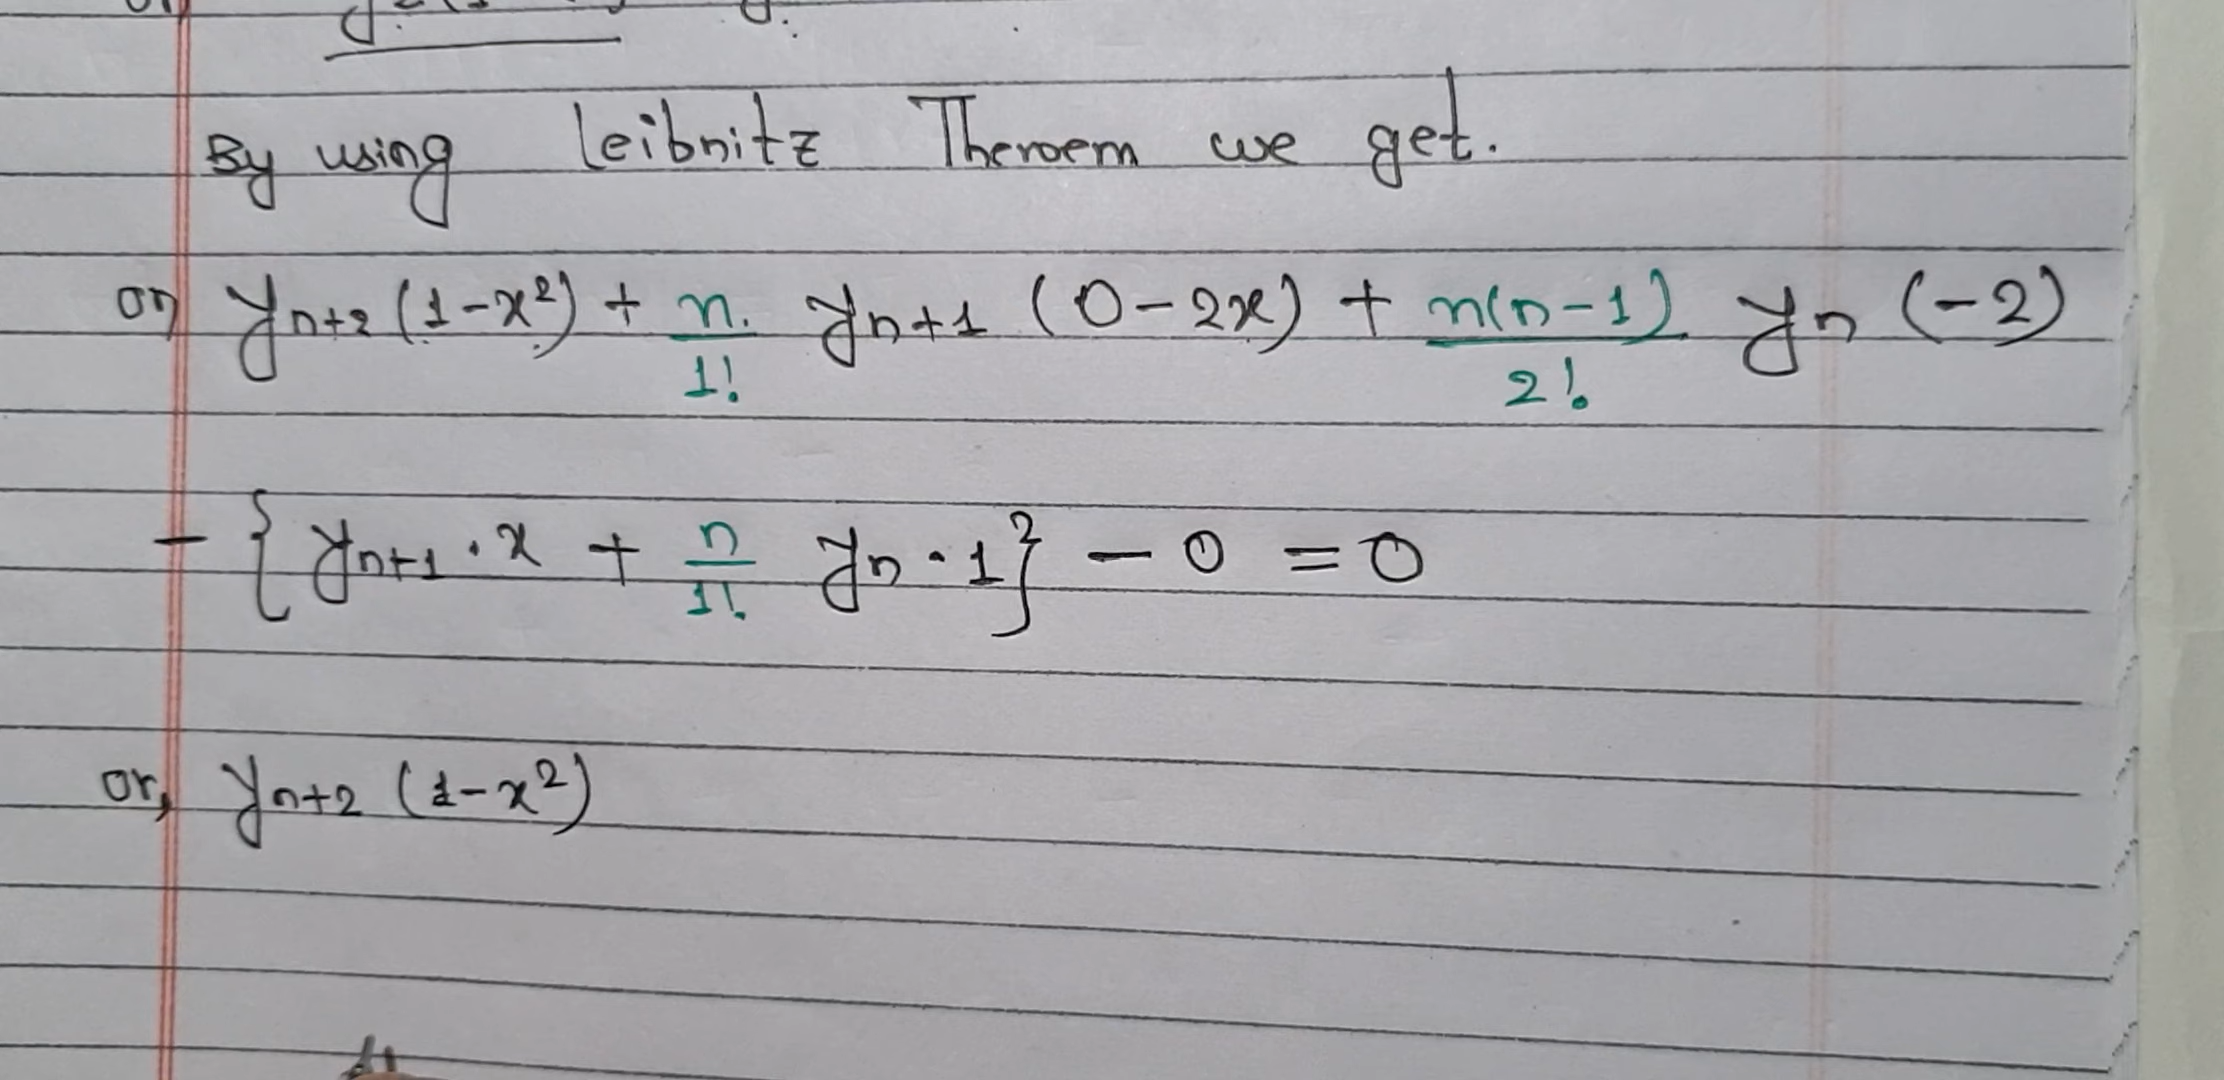 By using Leibnitz Theroem we get.
or, yₙ₊₂ (1-x²) + n/1! yₙ₊₁ (0-2x) + n(n-1)/2! yₙ (-2)
- {yₙ₊₁ · x + n/1! yₙ · 1} - 0 = 0
or, yₙ₊₂ (1-x²)